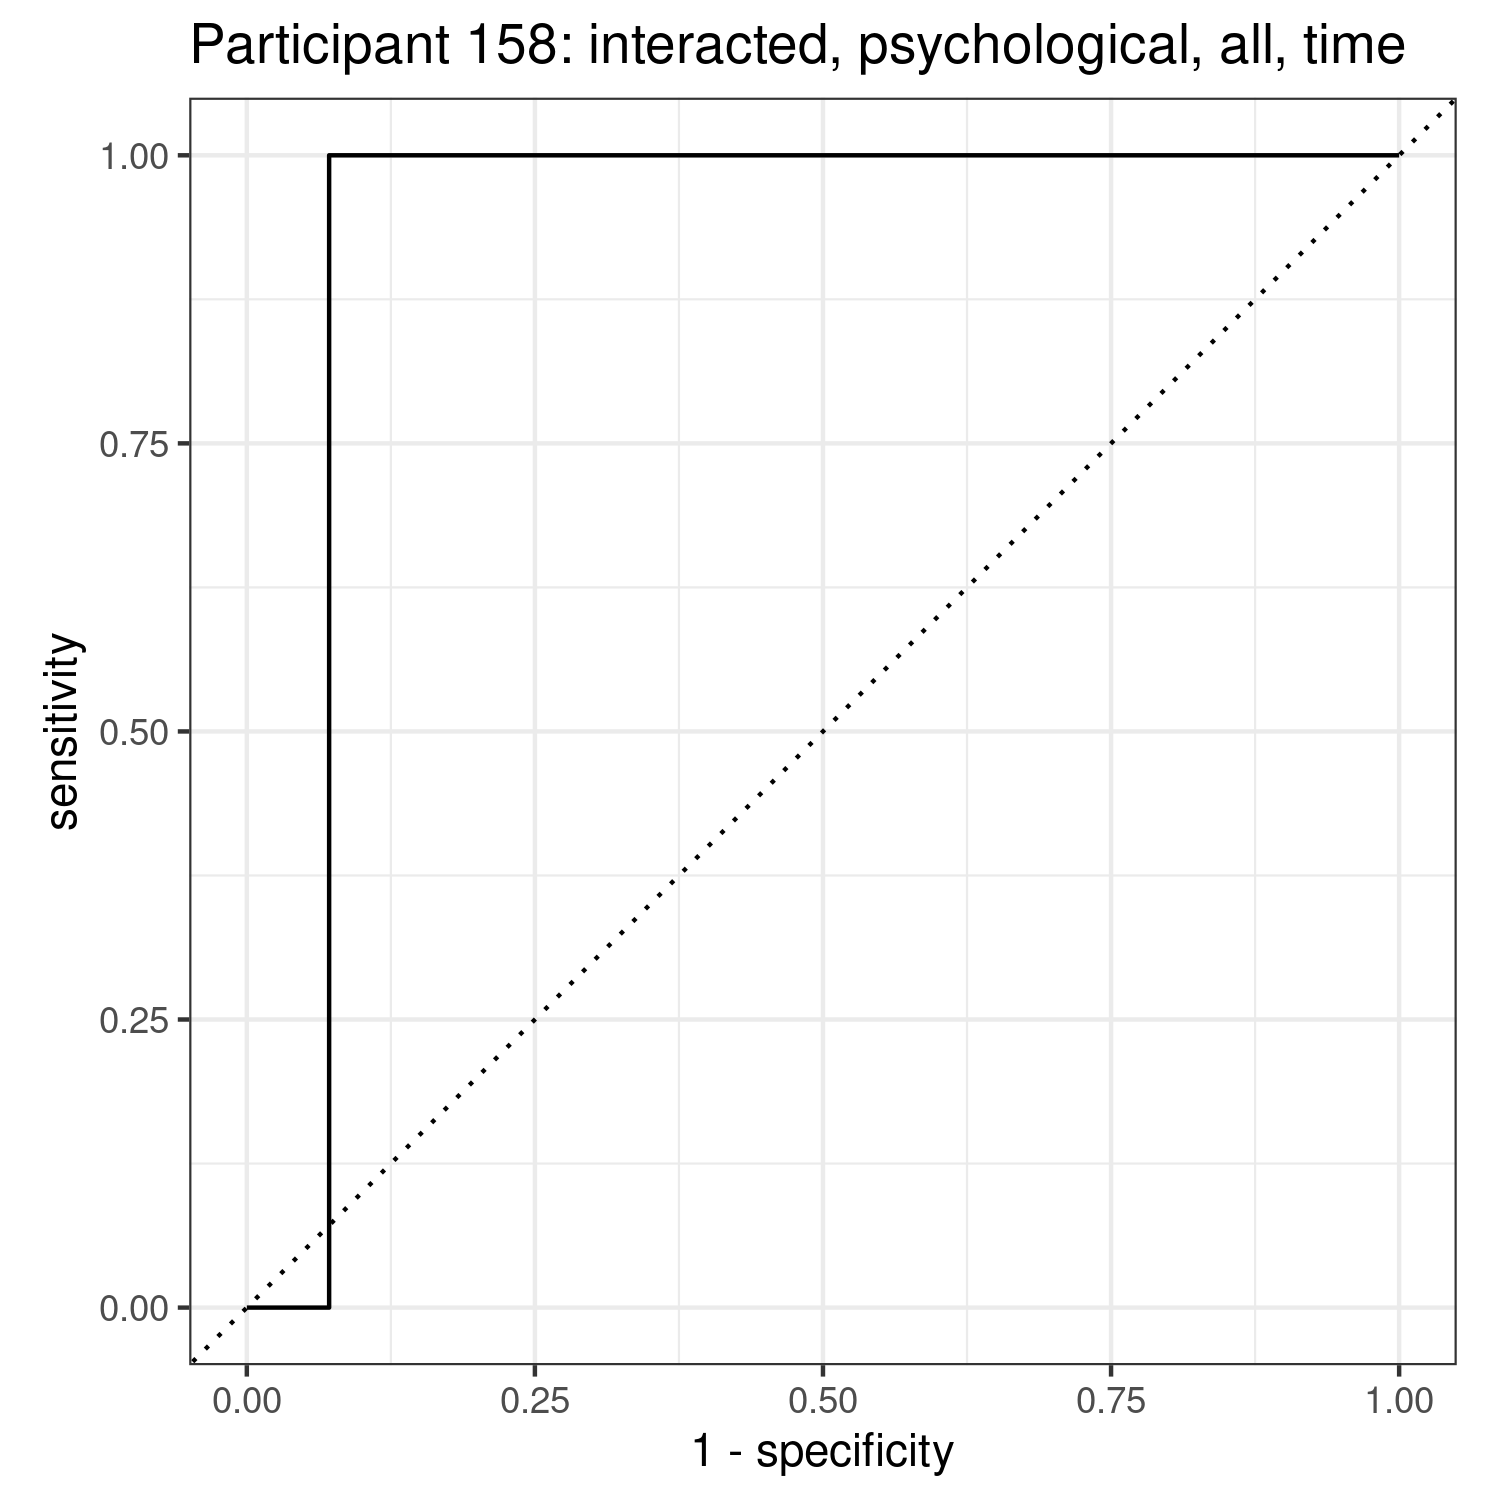 Participant 158: interacted, psychological, all, time
1.00
0.75
0.50
0.25
0.00
sensitivity
0.00 0.25 0.50 0.75 1.00
1 - specificity